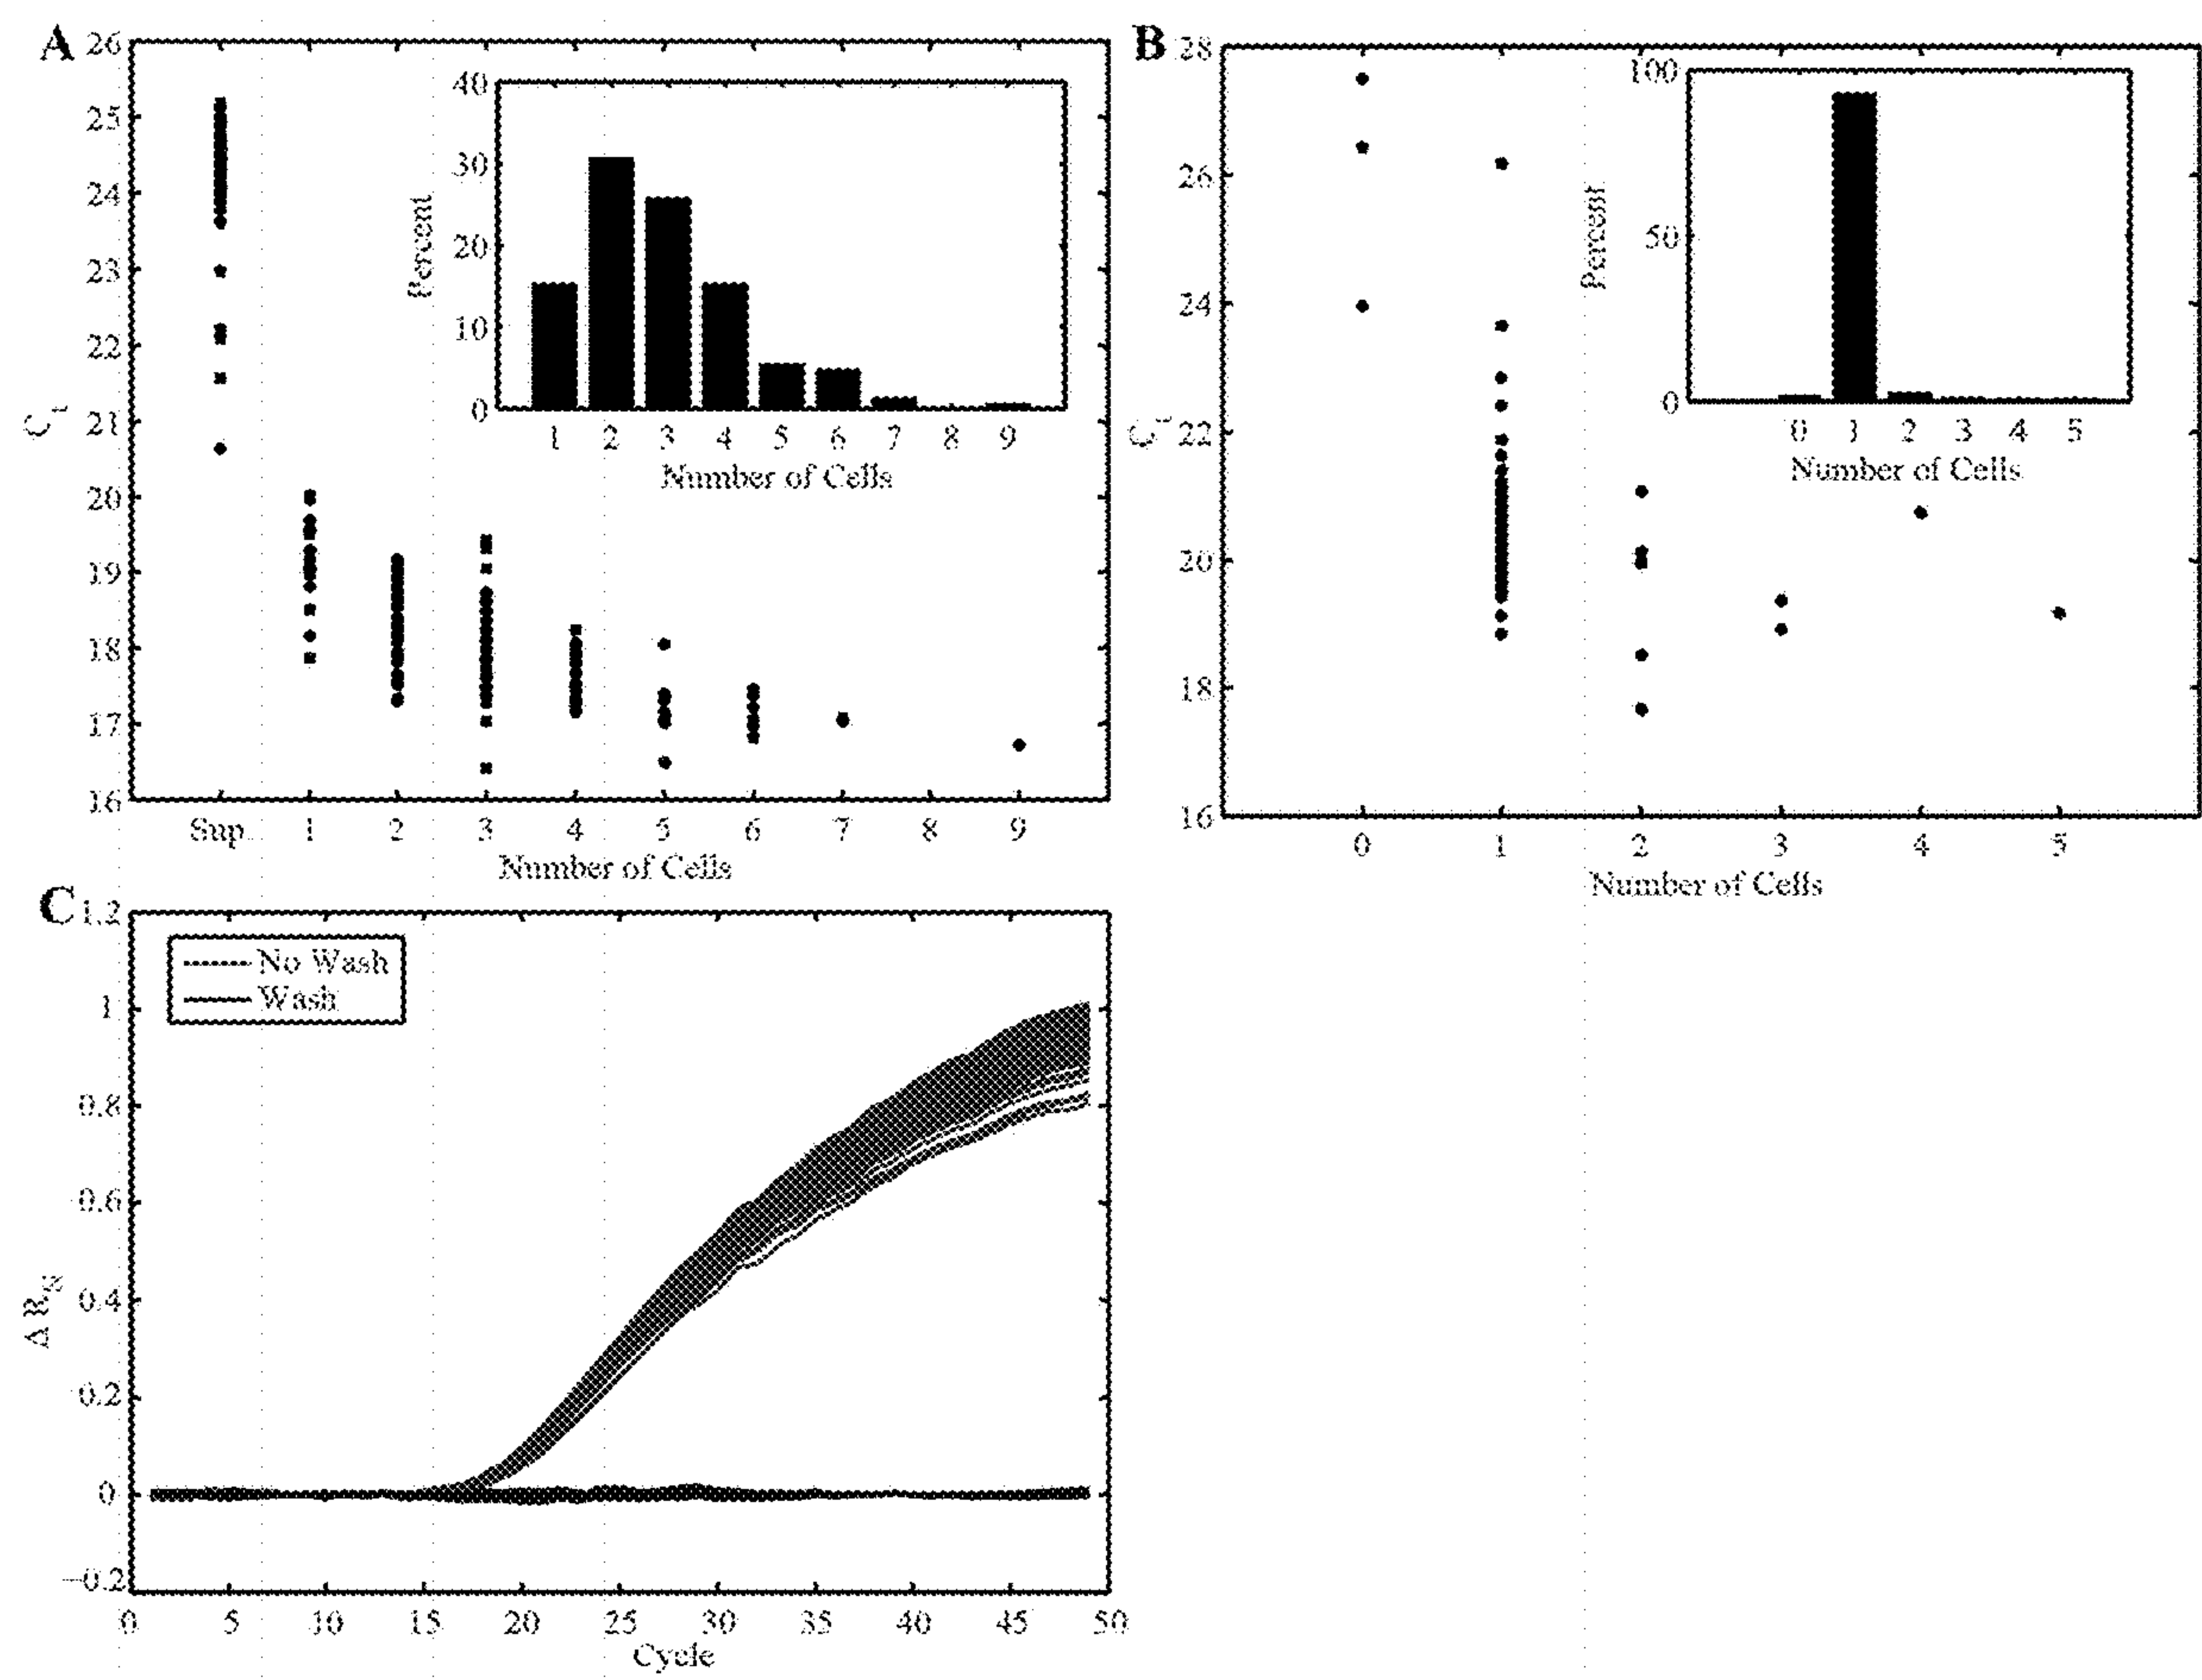 A
26
25
24
23
22
21
20
19
18
17
16
C t
Sup 1 2 3 4 5 6 7 8 9
Number of Cells
40
30
20
10
0
Percent
1 2 3 4 5 6 7 8 9
Number of Cells
B
28
26
24
22
20
18
16
C t
0 1 2 3 4 5
Number of Cells
100
50
0
Percent
0 1 2 3 4 5
Number of Cells
C
1.2
1
0.8
0.6
0.4
0.2
0
−0.2
Δ R
No Wash
Wash
0 5 10 15 20 25 30 35 40 45 50
Cycle